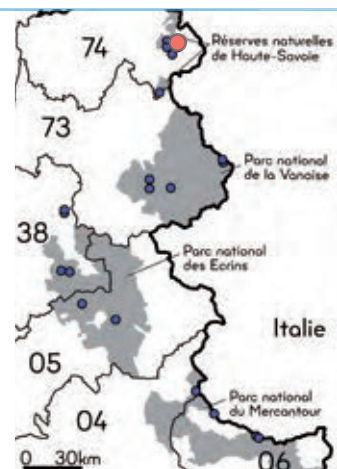 74
Réserves naturelles
de Haute-Savoie
73
Parc national
de la Vanoise
38
Parc national
des Ecrins
Italie
05
Parc national
du Mercantour
04
06
0 30km